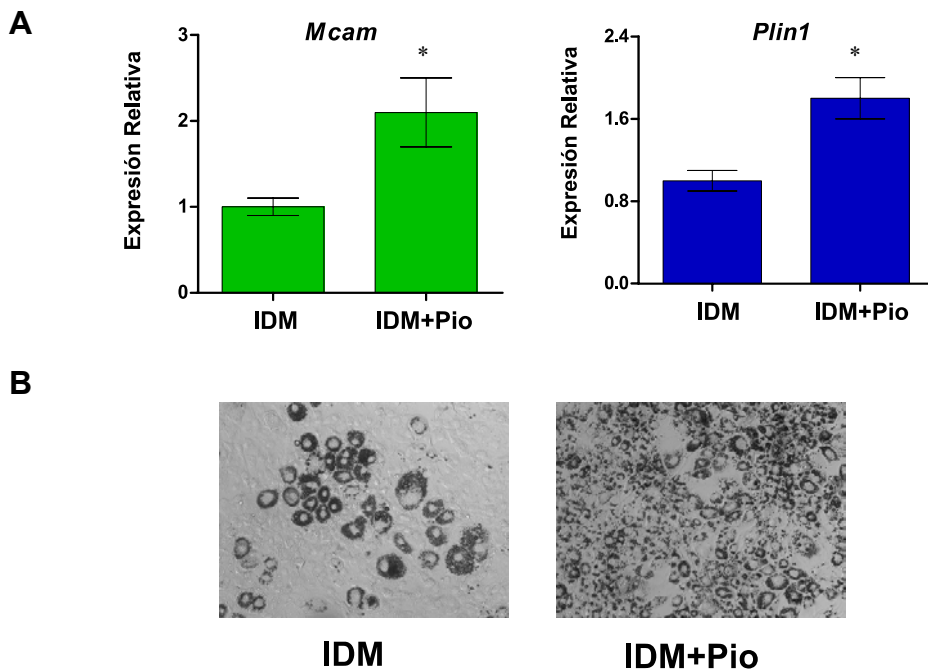 A
Mcam
Expresión Relativa
3
2
1
0
*
IDM
IDM+Pio
Plin1
Expresión Relativa
2.4
1.6
0.8
0.0
*
IDM
IDM+Pio
B
IDM
IDM+Pio